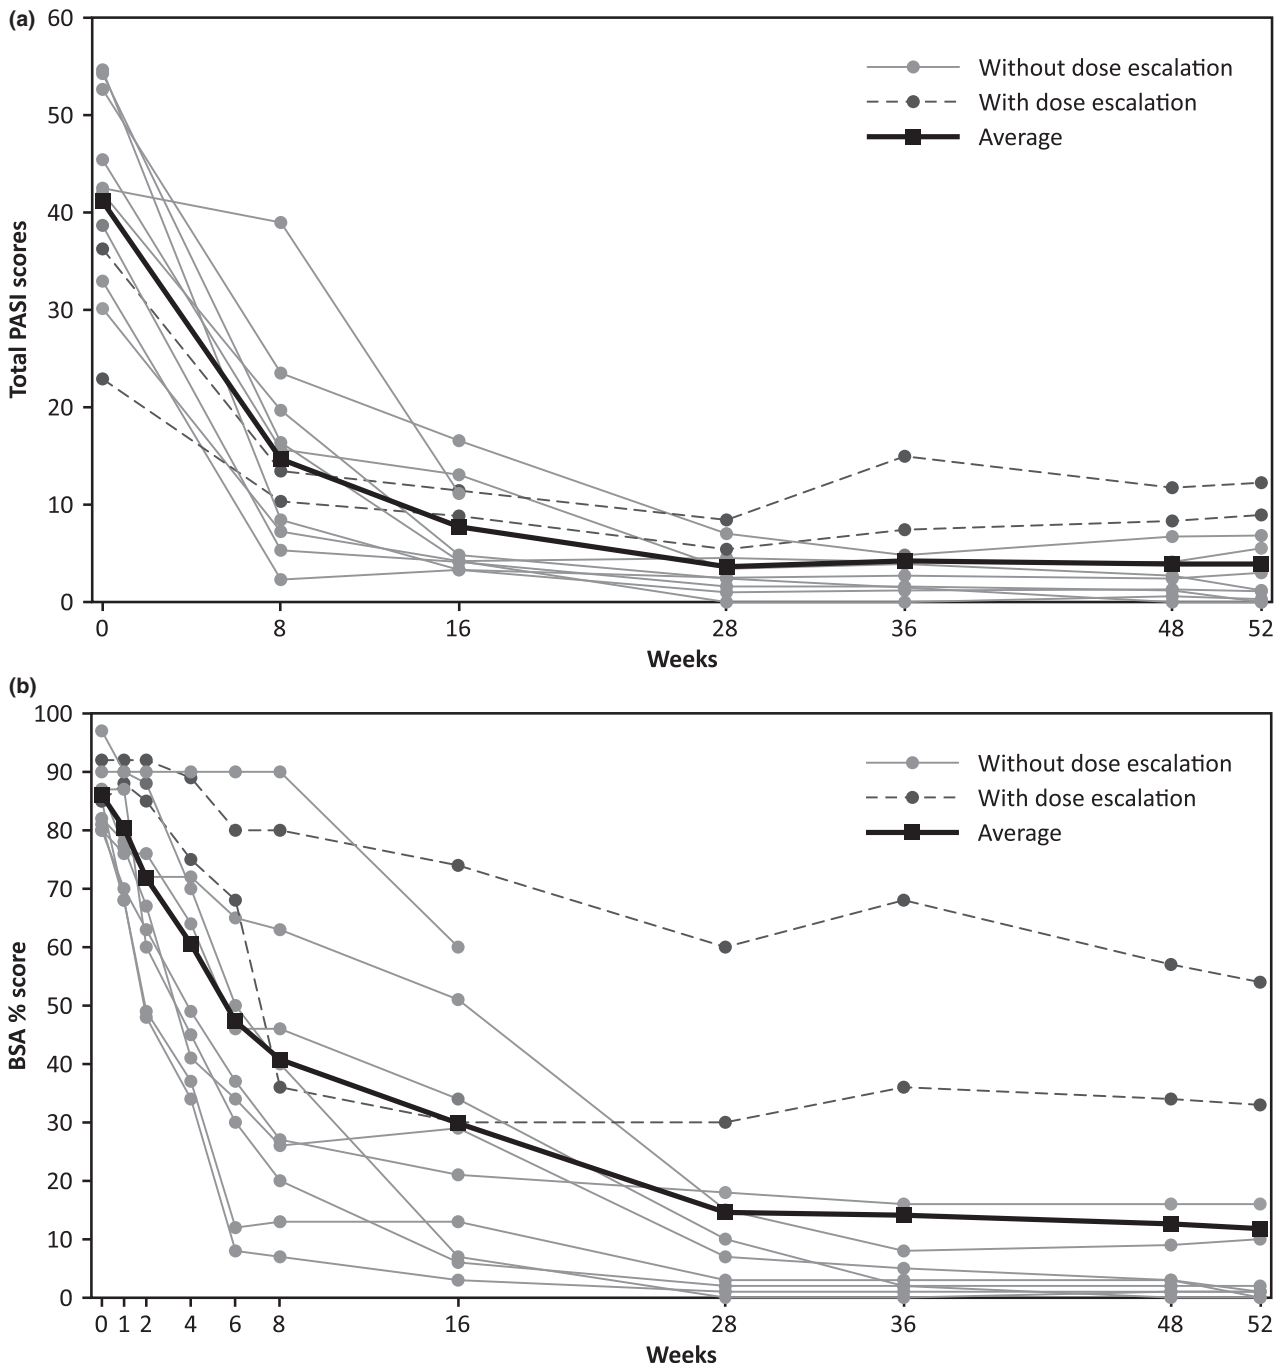 (a)
60
50
40
30
20
10
0
Total PASI scores
Without dose escalation
With dose escalation
Average
0 8 16 28 36 48 52
Weeks
(b)
100
90
80
70
60
50
40
30
20
10
0
BSA % score
Without dose escalation
With dose escalation
Average
0 1 2 4 6 8 16 28 36 48 52
Weeks